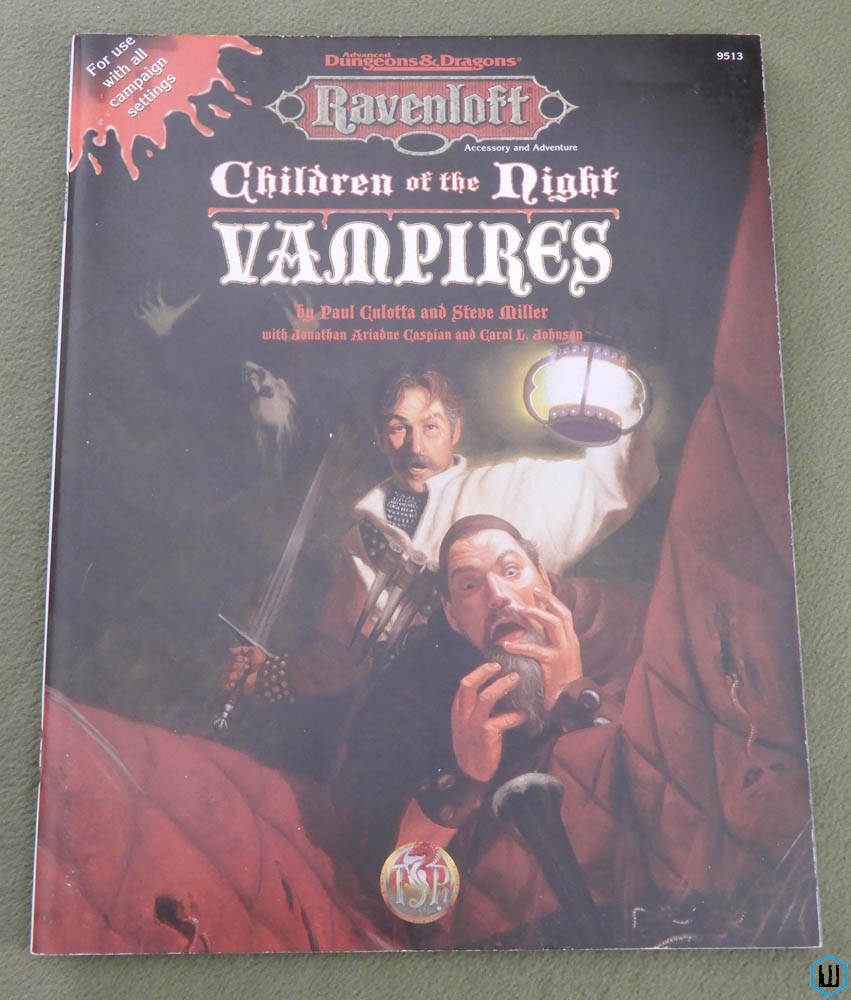 For use
with all
campaign
settings
9513
Advanced
Dungeons & Dragons®
Ravenloft
Accessory and Adventure
Children of the Night
VAMPIRES
by Paul Culotta and Steve Miller
with Jonathan Ariadne Caspian and Carol L. Johnson
TSR
W